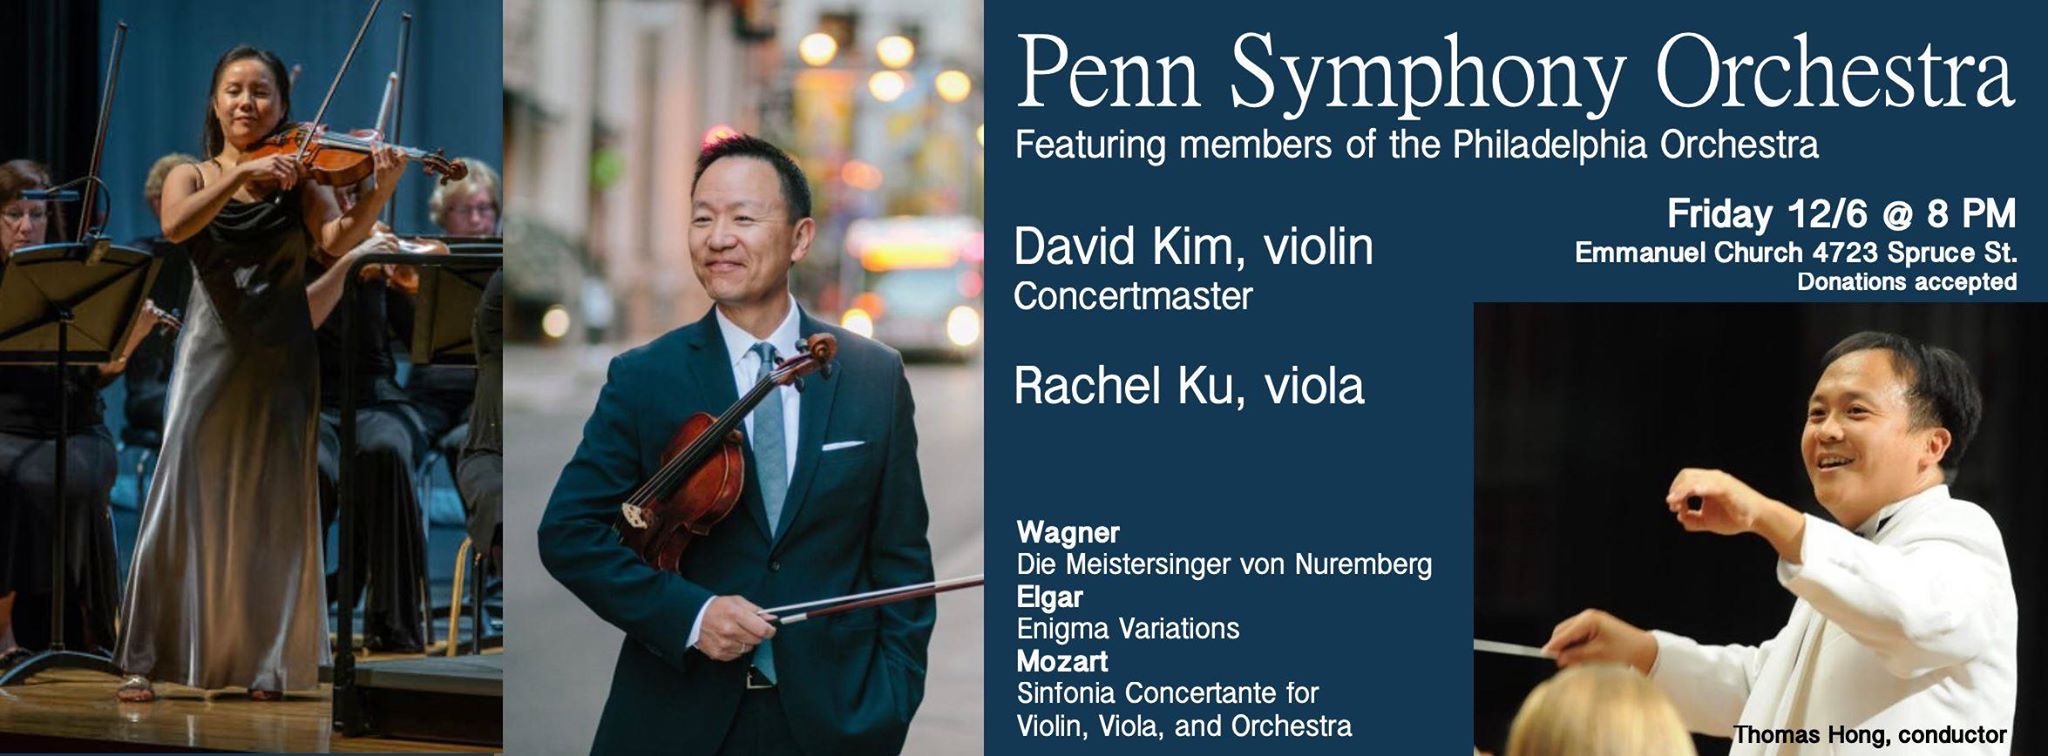 Penn Symphony Orchestra
Featuring members of the Philadelphia Orchestra
Friday 12/6 @ 8 PM
Emmanuel Church 4723 Spruce St.
Donations accepted
David Kim, violin
Concertmaster
Rachel Ku, viola
Wagner
Die Meistersinger von Nuremberg
Elgar
Enigma Variations
Mozart
Sinfonia Concertante for
Violin, Viola, and Orchestra
Thomas Hong, conductor